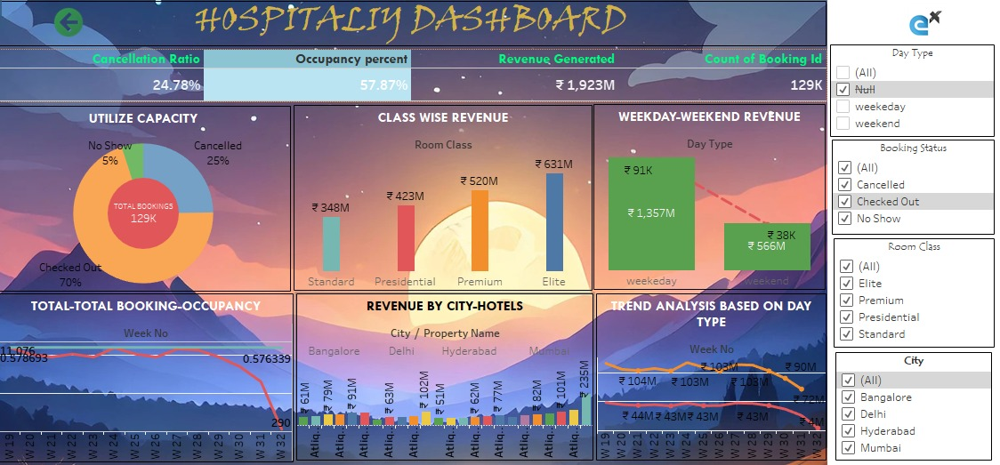 HOSPITALIY DASHBOARD
Cancellation Ratio
Occupancy percent
Revenue Generated
Count of Booking Id
24.78%
57.87%
₹ 1,923M
129K
UTILIZE CAPACITY
No Show
5%
Cancelled
25%
TOTAL BOOKINGS
129K
Checked Out
70%
CLASS WISE REVENUE
Room Class
₹ 348M
₹ 423M
₹ 520M
₹ 631M
Standard
Presidential
Premium
Elite
WEEKDAY-WEEKEND REVENUE
Day Type
₹ 91K
₹ 1,357M
₹ 38K
₹ 566M
weekeday
weekend
TOTAL-TOTAL BOOKING-OCCUPANCY
Week No
11,076
0.578693
0.576339
290
W 19
W 20
W 21
W 22
W 23
W 24
W 25
W 26
W 27
W 28
W 29
W 30
W 31
W 32
REVENUE BY CITY-HOTELS
City / Property Name
Bangalore
Delhi
Hyderabad
Mumbai
₹ 61M
₹ 79M
₹ 91M
₹ 63M
₹ 102M
₹ 51M
₹ 62M
₹ 77M
₹ 82M
₹ 101M
₹ 235M
Atliq..
Atliq..
Atliq..
Atliq..
Atliq..
Atliq..
Atliq..
Atliq..
Atliq..
Atliq..
Atliq..
Atliq..
TREND ANALYSIS BASED ON DAY
TYPE
Week No
₹ 103M
₹ 90M
₹ 104M
₹ 103M
₹ 103M
₹ 72M
₹ 44M
₹ 43M
₹ 43M
₹ 43M
₹ 4M
W 19
W 20
W 21
W 22
W 23
W 24
W 25
W 26
W 27
W 28
W 29
W 30
W 31
W 32
Day Type
(All)
Null
weekeday
weekend
Booking Status
(All)
Cancelled
Checked Out
No Show
Room Class
(All)
Elite
Premium
Presidential
Standard
City
(All)
Bangalore
Delhi
Hyderabad
Mumbai